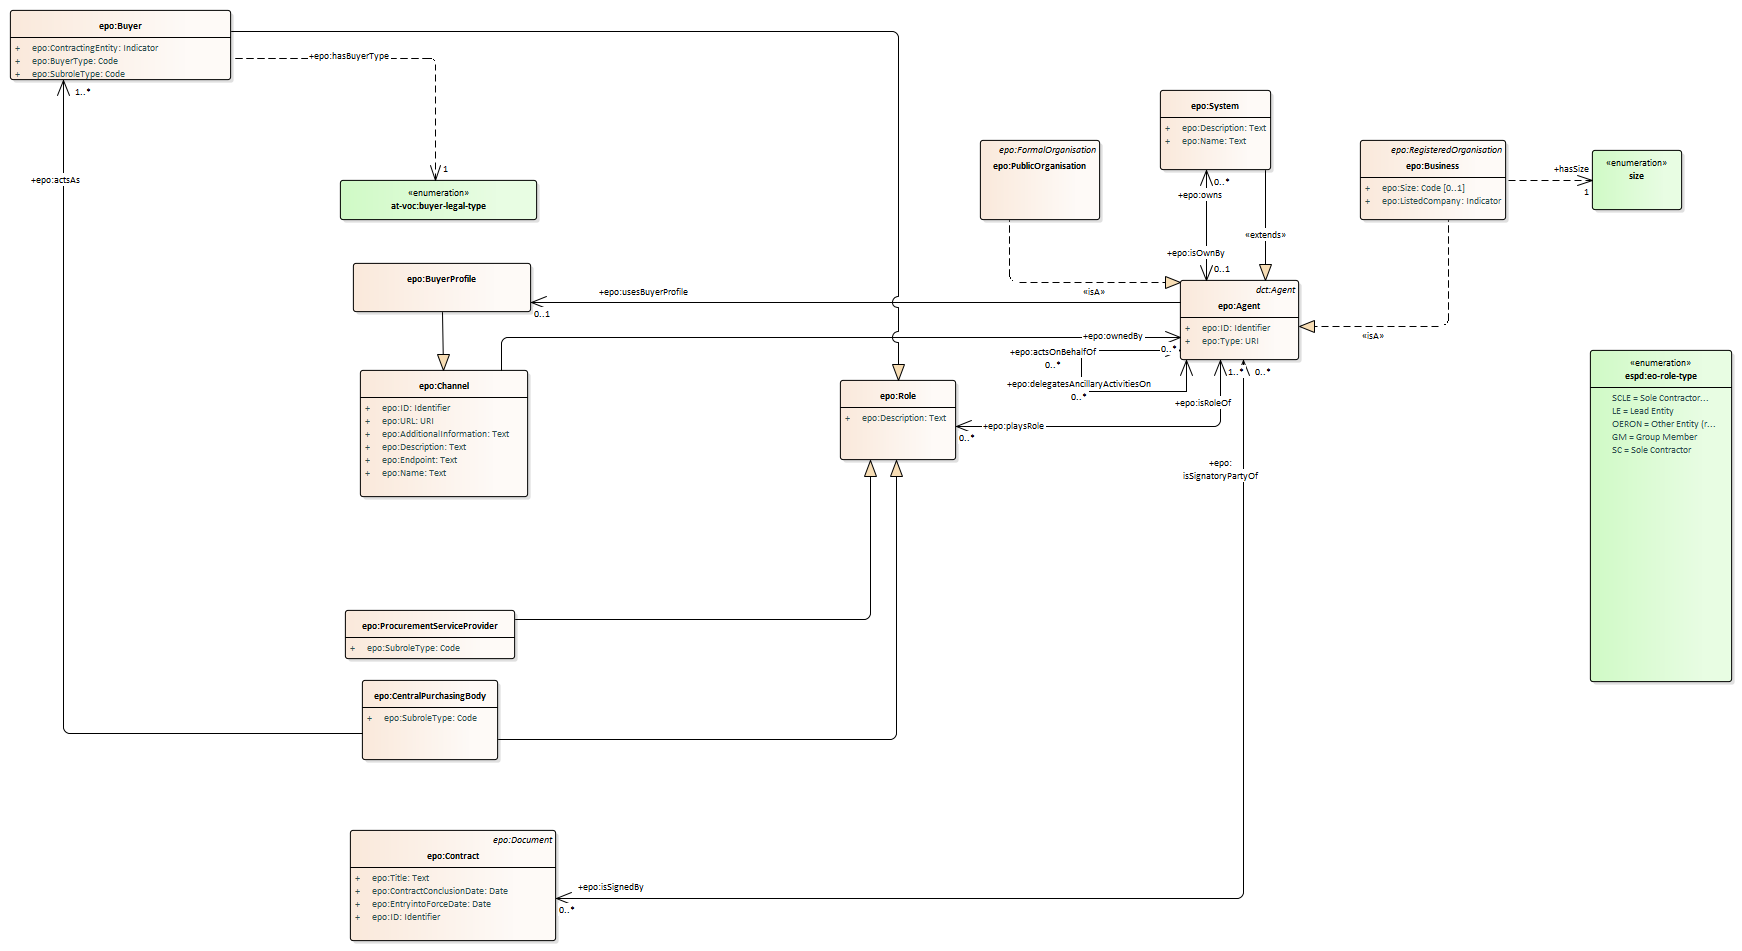 epo:Buyer
+ epo:ContractingEntity: Indicator
+ epo:BuyerType: Code
+ epo:SubroleType: Code
1..*
+epo:hasBuyerType
1
+epo:actsAs
«enumeration»
at-voc:buyer-legal-type
epo:System
+ epo:Description: Text
+ epo:Name: Text
0..*
+epo:owns
«extends»
+epo:isOwnBy
0..1
epo:FormalOrganisation
epo:PublicOrganisation
«isA»
epo:RegisteredOrganisation
epo:Business
+ epo:Size: Code [0..1]
+ epo:ListedCompany: Indicator
+hasSize
1
«enumeration»
size
«isA»
dct:Agent
epo:Agent
+ epo:ID: Identifier
+ epo:Type: URI
epo:BuyerProfile
+epo:usesBuyerProfile
0..1
+epo:ownedBy
0..*
+epo:actsOnBehalfOf
0..*
+epo:delegatesAncillaryActivitiesOn
0..*
1..*
0..*
+epo:isRoleOf
+epo:playsRole
0..*
epo:Channel
+ epo:ID: Identifier
+ epo:URL: URI
+ epo:AdditionalInformation: Text
+ epo:Description: Text
+ epo:Endpoint: Text
+ epo:Name: Text
epo:Role
+ epo:Description: Text
«enumeration»
espd:eo-role-type
SCLE = Sole Contractor...
LE = Lead Entity
OERON = Other Entity (r...
GM = Group Member
SC = Sole Contractor
+epo:
isSignatoryPartyOf
epo:ProcurementServiceProvider
+ epo:SubroleType: Code
epo:CentralPurchasingBody
+ epo:SubroleType: Code
epo:Document
epo:Contract
+ epo:Title: Text
+ epo:ContractConclusionDate: Date
+ epo:EntryintoForceDate: Date
+ epo:ID: Identifier
+epo:isSignedBy
0..*